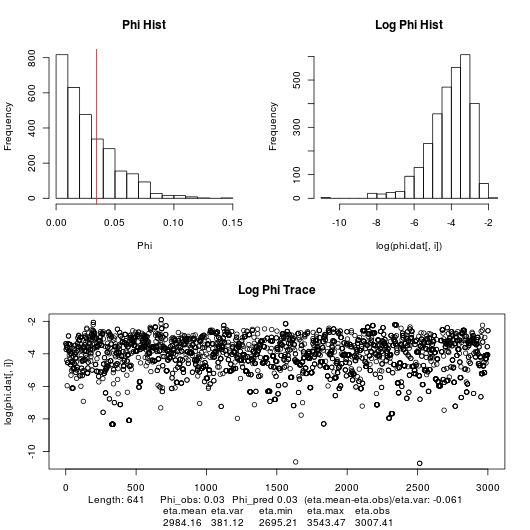 Phi Hist
Log Phi Hist
Frequency
0 200 400 600 800
0.00 0.05 0.10 0.15
Phi
Frequency
0 100 300 500
-10 -8 -6 -4 -2
log(phi.dat[, i])
Log Phi Trace
log(phi.dat[, i])
-2 -4 -6 -8 -10
0 500 1000 1500 2000 2500 3000
Length: 641 Phi_obs: 0.03 Phi_pred 0.03 (eta.mean-eta.obs)/eta.var: -0.061
eta.mean eta.var eta.min eta.max eta.obs
2984.16 381.12 2695.21 3543.47 3007.41